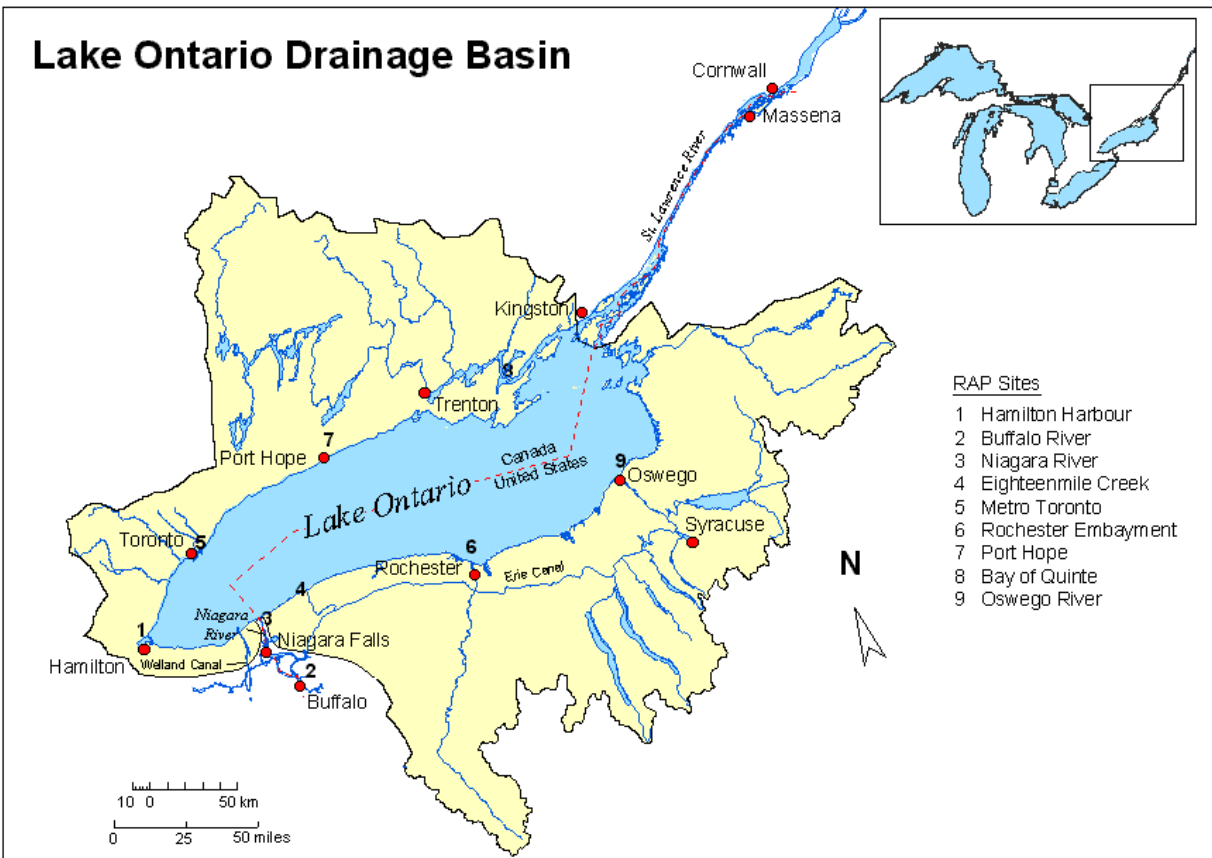 Lake Ontario Drainage Basin
Cornwall
Massena
St. Lawrence River
Kingston
8
Trenton
7
Port Hope
Canada
United States
Lake Ontario
9
Oswego
Syracuse
Toronto
5
6
Rochester
Erie Canal
4
Niagara
River
3
Niagara Falls
1
Hamilton
Welland Canal
2
Buffalo
N
RAP Sites
1 Hamilton Harbour
2 Buffalo River
3 Niagara River
4 Eighteenmile Creek
5 Metro Toronto
6 Rochester Embayment
7 Port Hope
8 Bay of Quinte
9 Oswego River
10 0 50 km
0 25 50 miles